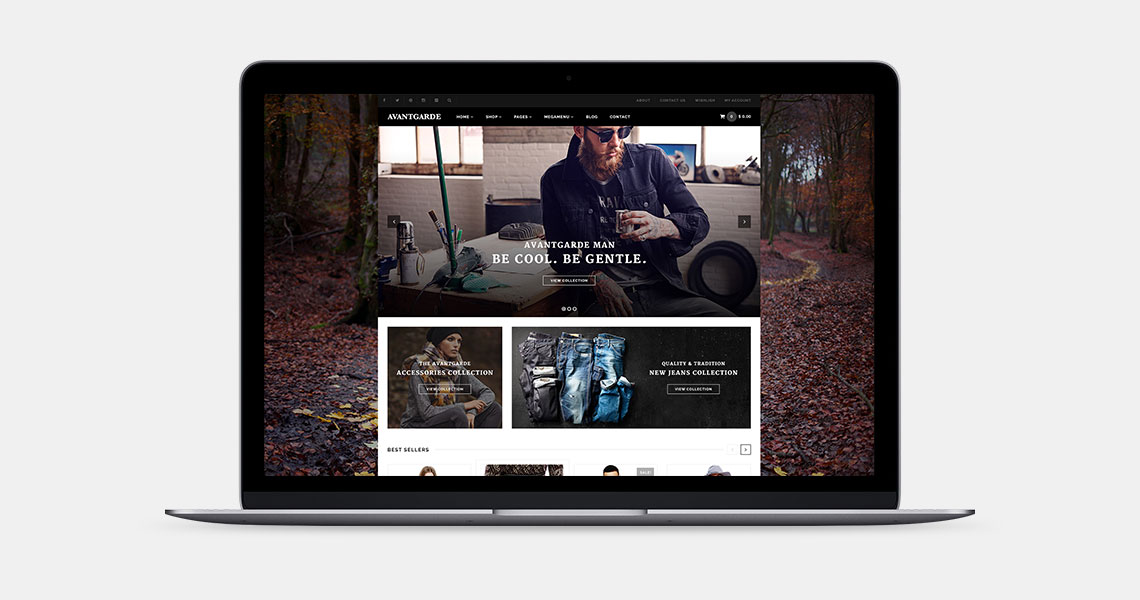 ABOUT CONTACT US WISHLIST MY ACCOUNT
AVANTGARDE HOME SHOP PAGES MEGAMENU BLOG CONTACT 0 $ 0.00
AVANTGARDE MAN
BE COOL. BE GENTLE.
VIEW COLLECTION
THE AVANTGARDE
ACCESSORIES COLLECTION
VIEW COLLECTION
QUALITY & TRADITION
NEW JEANS COLLECTION
VIEW COLLECTION
BEST SELLERS
SALE!